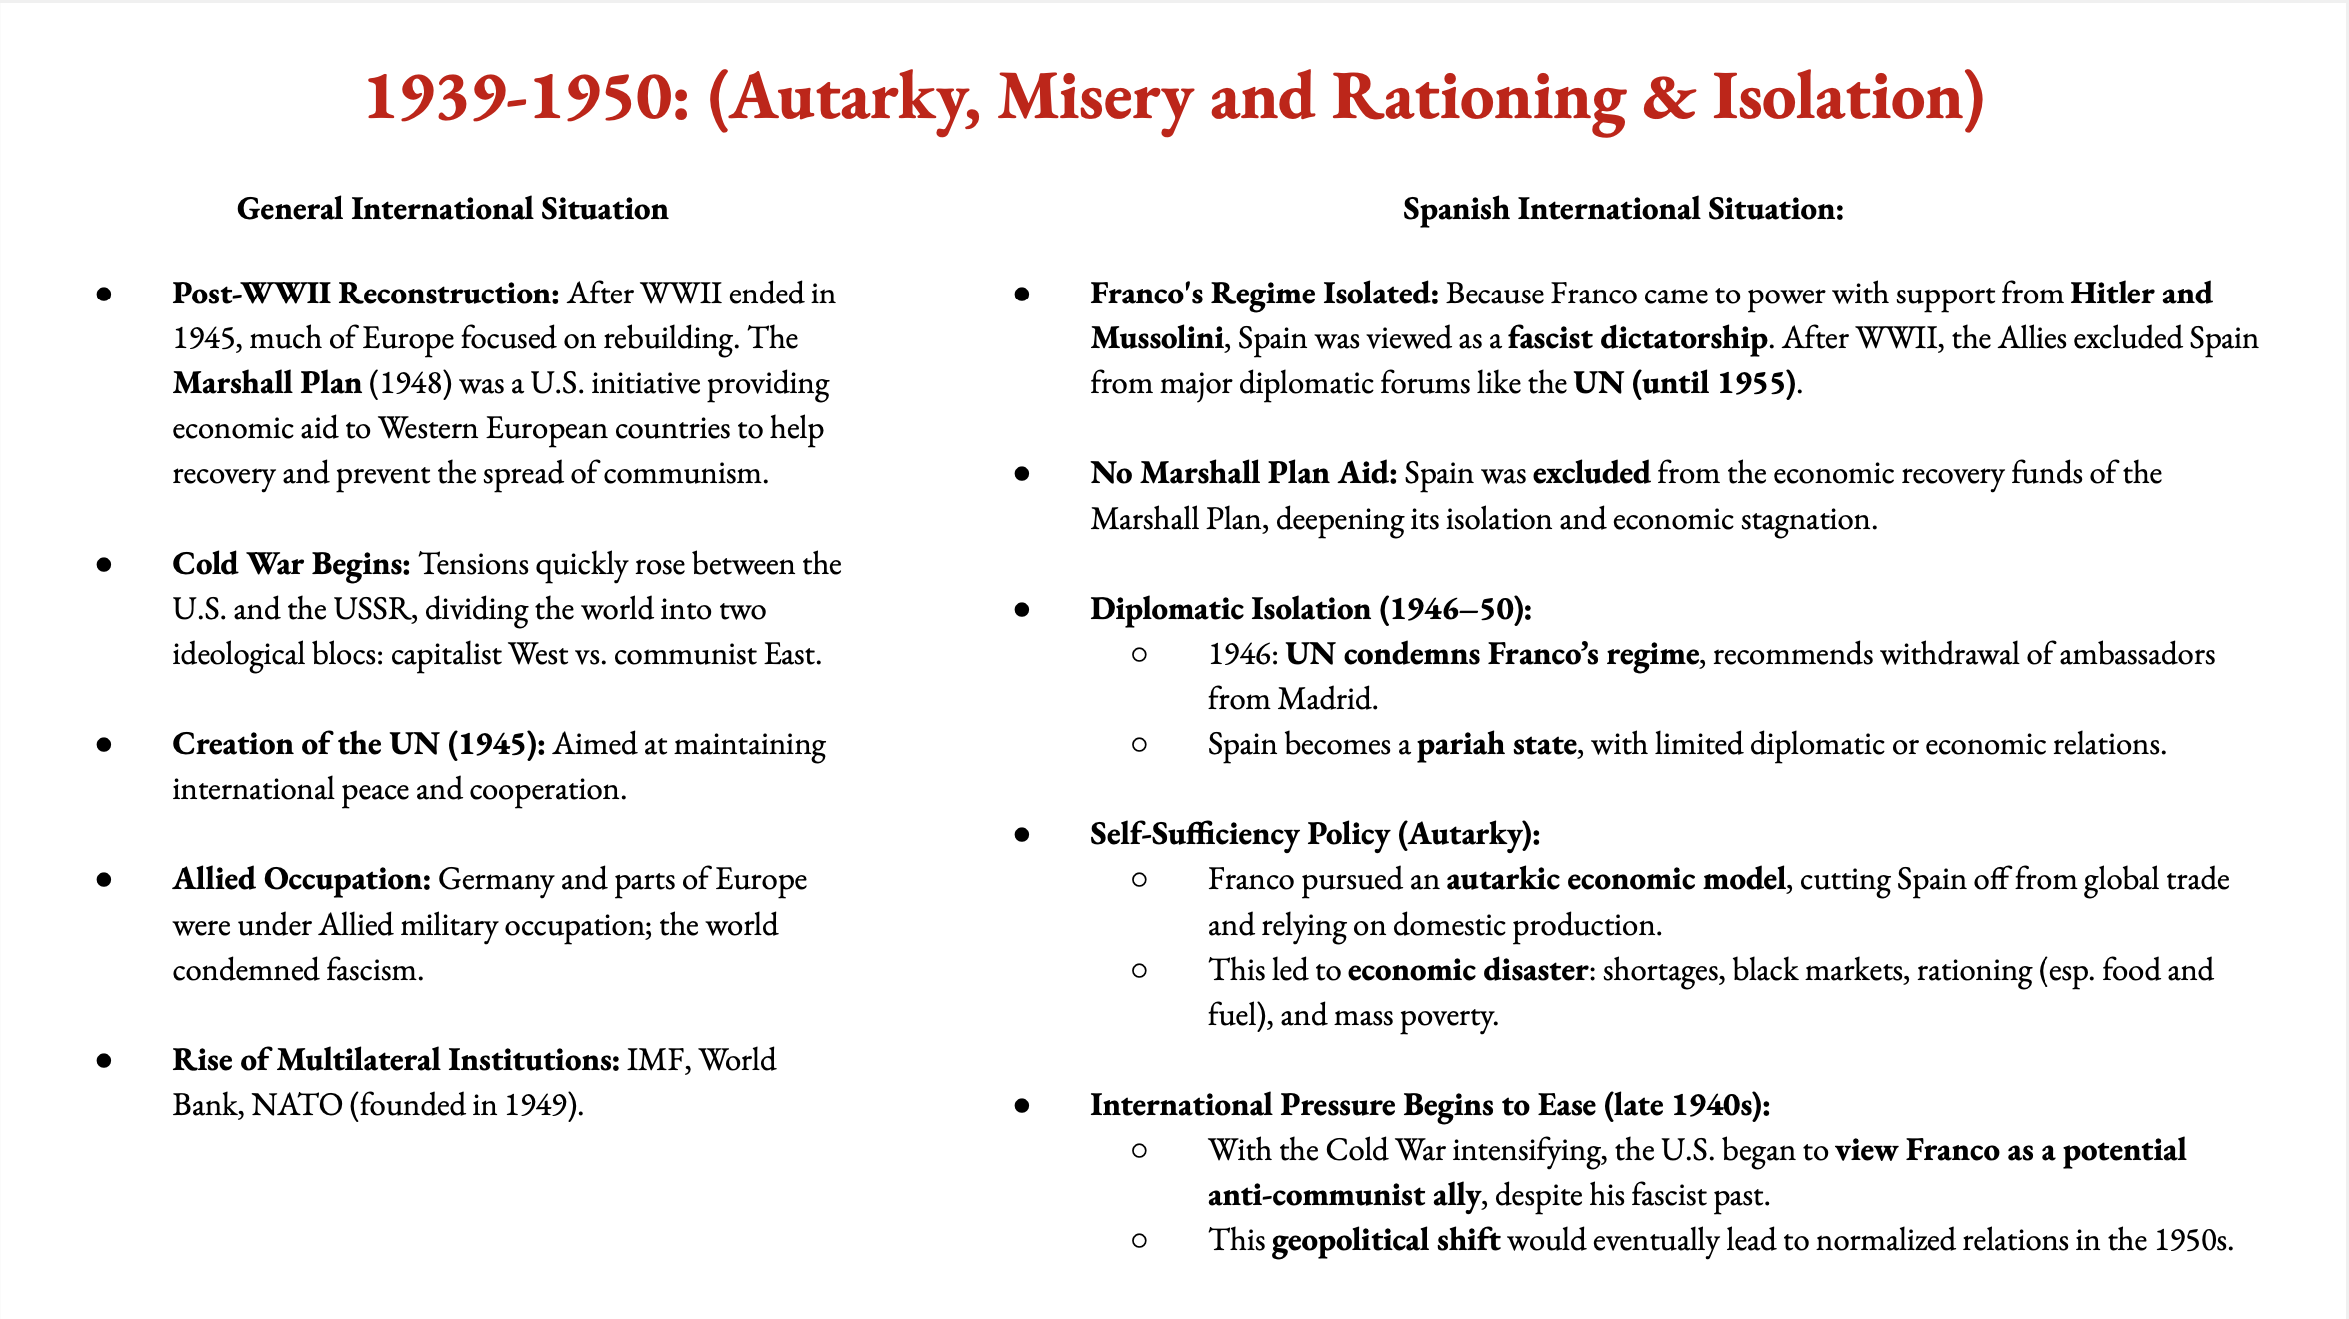 1939-1950: (Autarky, Misery and Rationing & Isolation)
General International Situation
● Post-WWII Reconstruction: After WWII ended in
1945, much of Europe focused on rebuilding. The
Marshall Plan (1948) was a U.S. initiative providing
economic aid to Western European countries to help
recovery and prevent the spread of communism.
● Cold War Begins: Tensions quickly rose between the
U.S. and the USSR, dividing the world into two
ideological blocs: capitalist West vs. communist East.
● Creation of the UN (1945): Aimed at maintaining
international peace and cooperation.
● Allied Occupation: Germany and parts of Europe
were under Allied military occupation; the world
condemned fascism.
● Rise of Multilateral Institutions: IMF, World
Bank, NATO (founded in 1949).
Spanish International Situation:
● Franco's Regime Isolated: Because Franco came to power with support from Hitler and
Mussolini, Spain was viewed as a fascist dictatorship. After WWII, the Allies excluded Spain
from major diplomatic forums like the UN (until 1955).
● No Marshall Plan Aid: Spain was excluded from the economic recovery funds of the
Marshall Plan, deepening its isolation and economic stagnation.
● Diplomatic Isolation (1946–50):
○ 1946: UN condemns Franco’s regime, recommends withdrawal of ambassadors
from Madrid.
○ Spain becomes a pariah state, with limited diplomatic or economic relations.
● Self-Sufficiency Policy (Autarky):
○ Franco pursued an autarkic economic model, cutting Spain off from global trade
and relying on domestic production.
○ This led to economic disaster: shortages, black markets, rationing (esp. food and
fuel), and mass poverty.
● International Pressure Begins to Ease (late 1940s):
○ With the Cold War intensifying, the U.S. began to view Franco as a potential
anti-communist ally, despite his fascist past.
○ This geopolitical shift would eventually lead to normalized relations in the 1950s.